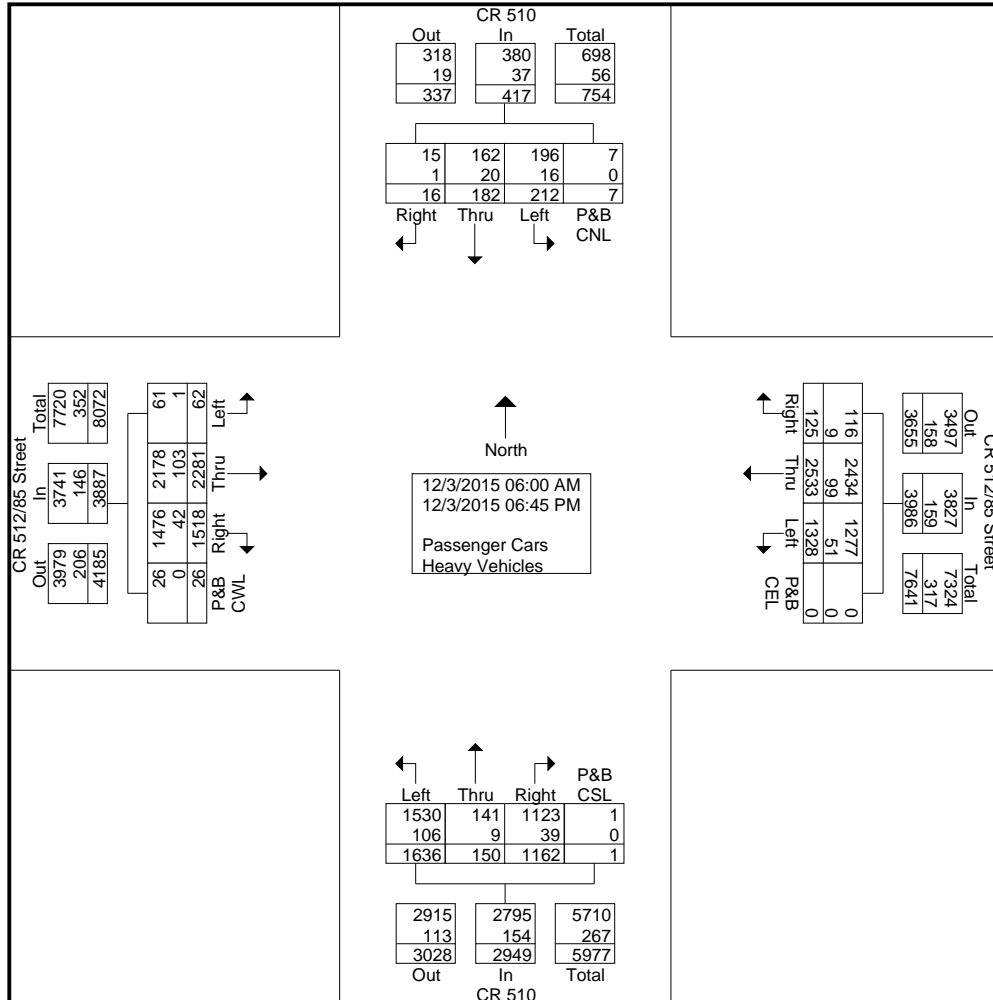 CR 510
Out In Total
318 380 698
19 37 56
337 417 754
15 162 196 7
1 20 16 0
16 182 212 7
Right Thru Left P&B
CNL
CR 512/85 Street
Total In Out
7720 3741 3979
352 146 206
8072 3887 4185
61 2178 1476 26
1 103 42 0
62 2281 1518 26
Left Thru Right P&B
CWL
North
12/3/2015 06:00 AM
12/3/2015 06:45 PM
Passenger Cars
Heavy Vehicles
CR 512/85 Street
Out In Total
3497 3827 7324
158 159 317
3655 3986 7641
116 2434 1277 0
9 99 51 0
125 2533 1328 0
Right Thru Left P&B
CEL
P&B
Left Thru Right CSL
1530 141 1123 1
106 9 39 0
1636 150 1162 1
2915 2795 5710
113 154 267
3028 2949 5977
Out In Total
CR 510